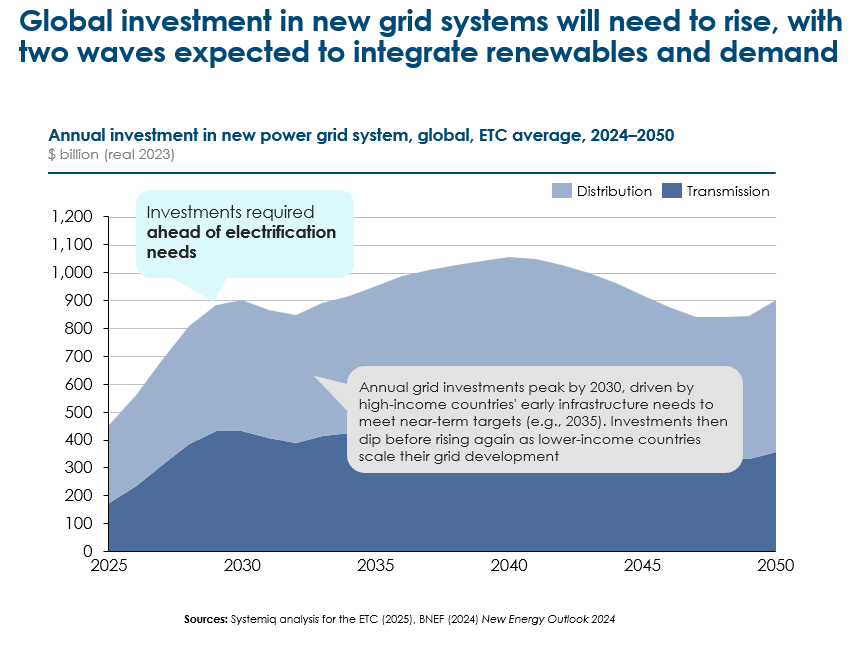 Global investment in new grid systems will need to rise, with
two waves expected to integrate renewables and demand
Annual investment in new power grid system, global, ETC average, 2024–2050
$ billion (real 2023)
Distribution
Transmission
Investments required
ahead of electrification
needs
1,200
1,100
1,000
900
800
700
600
500
400
300
200
100
0
Annual grid investments peak by 2030, driven by
high-income countries' early infrastructure needs to
meet near-term targets (e.g., 2035). Investments then
dip before rising again as lower-income countries
scale their grid development
2025 2030 2035 2040 2045 2050
Sources: Systemiq analysis for the ETC (2025), BNEF (2024) New Energy Outlook 2024